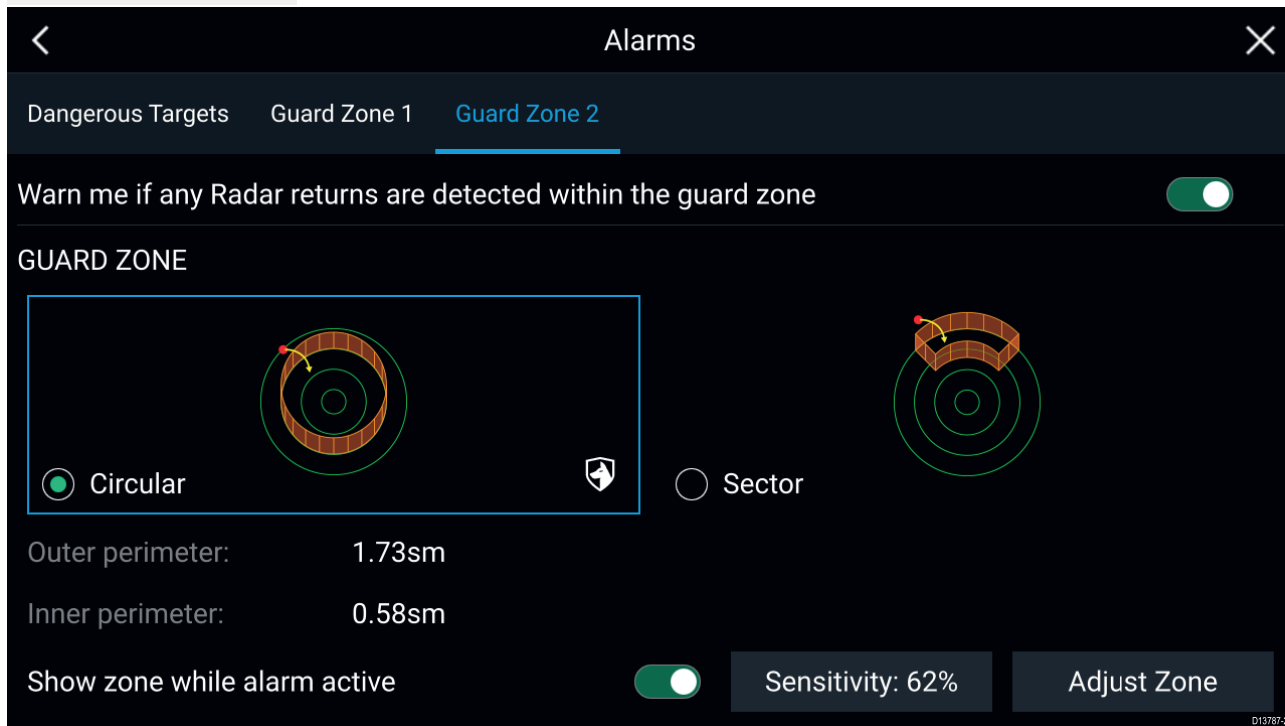 Alarms
Dangerous Targets Guard Zone 1 Guard Zone 2
Warn me if any Radar returns are detected within the guard zone
GUARD ZONE
Circular Sector
Outer perimeter: 1.73sm
Inner perimeter: 0.58sm
Show zone while alarm active Sensitivity: 62% Adjust Zone